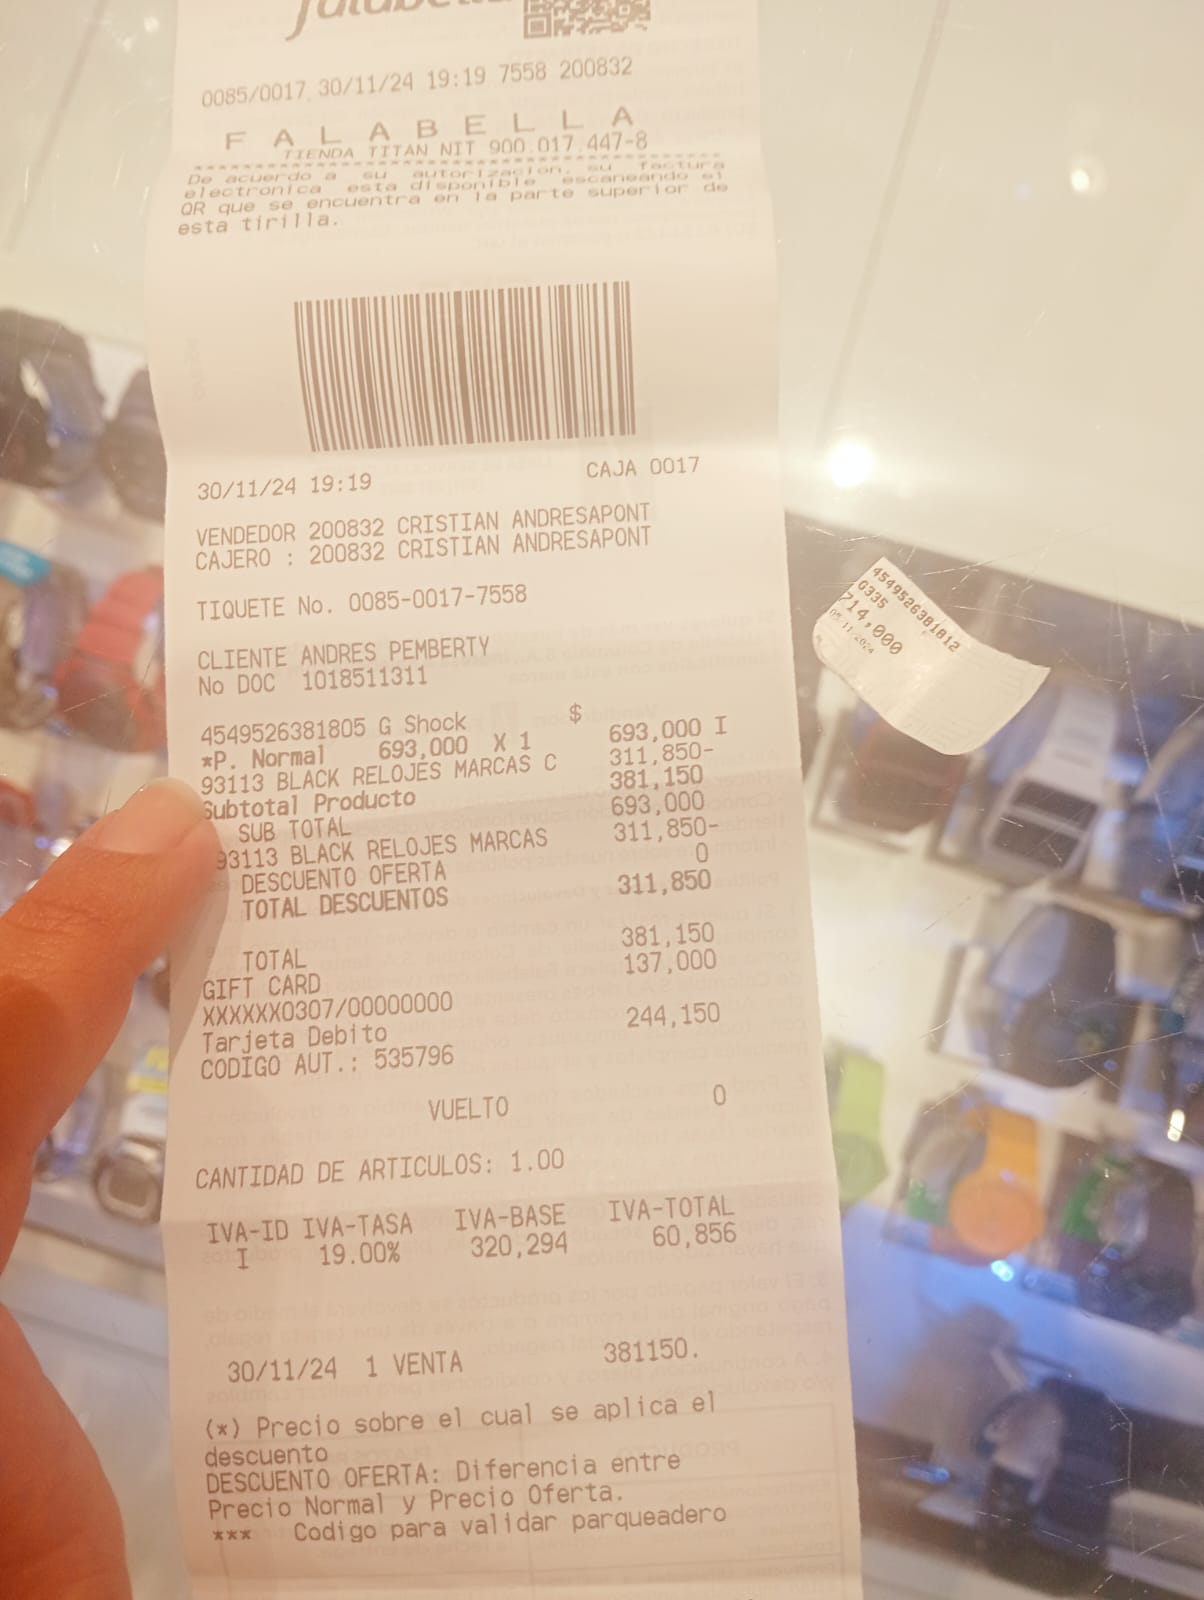 falabella
0085/0017 30/11/24 19:19 7558 200832
F A L A B E L L A
TIENDA TITAN NIT 900.017.447-8
De acuerdo a su autorizacion, su factura
electronica esta disponible escaneando el
QR que se encuentra en la parte superior de
esta tirilla.
30/11/24 19:19 CAJA 0017
VENDEDOR 200832 CRISTIAN ANDRESAPONT
CAJERO : 200832 CRISTIAN ANDRESAPONT
TIQUETE No. 0085-0017-7558
CLIENTE ANDRES PEMBERTY
No DOC 1018511311
4549526381805 G Shock $ 693,000 I
*P. Normal 693,000 X 1 311,850-
93113 BLACK RELOJES MARCAS C 381,150
Subtotal Producto 693,000
SUB TOTAL 311,850-
93113 BLACK RELOJES MARCAS 0
DESCUENTO OFERTA 311,850
TOTAL DESCUENTOS
TOTAL 381,150
GIFT CARD 137,000
XXXXXX0307/00000000
Tarjeta Debito 244,150
CODIGO AUT.: 535796
VUELTO 0
CANTIDAD DE ARTICULOS: 1.00
IVA-ID IVA-TASA IVA-BASE IVA-TOTAL
I 19.00% 320,294 60,856
30/11/24 1 VENTA 381150.
(*) Precio sobre el cual se aplica el
descuento
DESCUENTO OFERTA: Diferencia entre
Precio Normal y Precio Oferta.
*** Codigo para validar parqueadero
4549526381812
G335
714,000